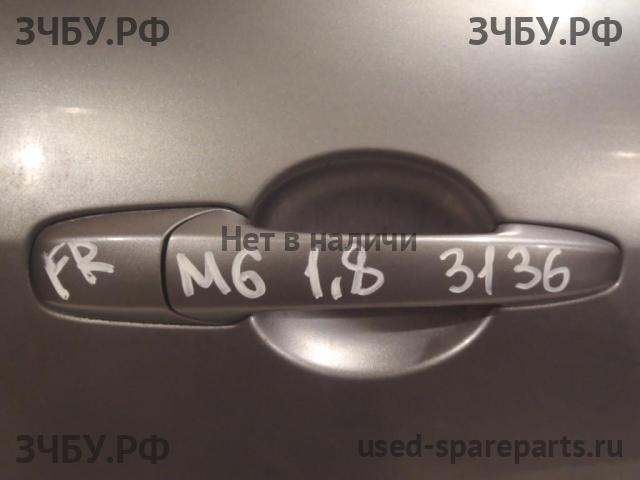 ЗЧБУ.РФ ЗЧБУ.РФ
Нет в наличи
FR M6 1,8 3136
ЗЧБУ.РФ used-spareparts.ru